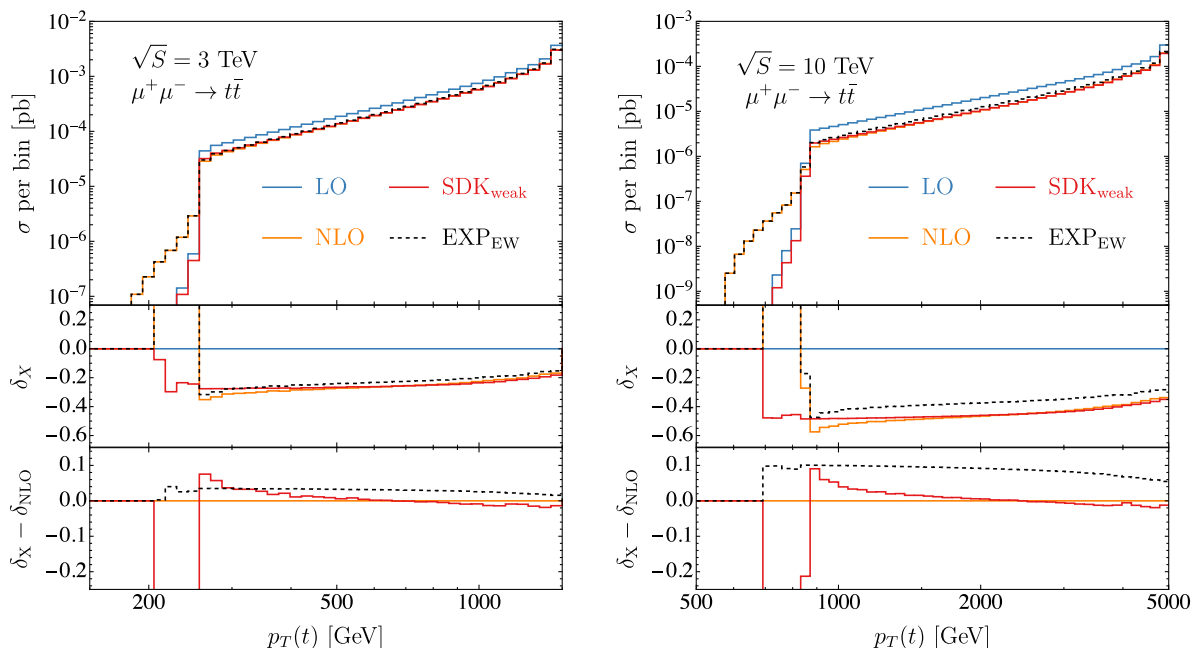 10⁻²
10⁻³
10⁻⁴
10⁻⁵
10⁻⁶
10⁻⁷
σ per bin [pb]
√S = 3 TeV
μ⁺μ⁻ → tt̄
LO
SDK_weak
NLO
EXP_EW
0.2
0.0
−0.2
−0.4
−0.6
δ_X
0.1
0.0
−0.1
−0.2
δ_X − δ_NLO
200 500 1000
p_T(t) [GeV]
10⁻³
10⁻⁴
10⁻⁵
10⁻⁶
10⁻⁷
10⁻⁸
10⁻⁹
σ per bin [pb]
√S = 10 TeV
μ⁺μ⁻ → tt̄
LO
SDK_weak
NLO
EXP_EW
0.2
0.0
−0.2
−0.4
−0.6
δ_X
0.1
0.0
−0.1
−0.2
δ_X − δ_NLO
500 1000 2000 5000
p_T(t) [GeV]